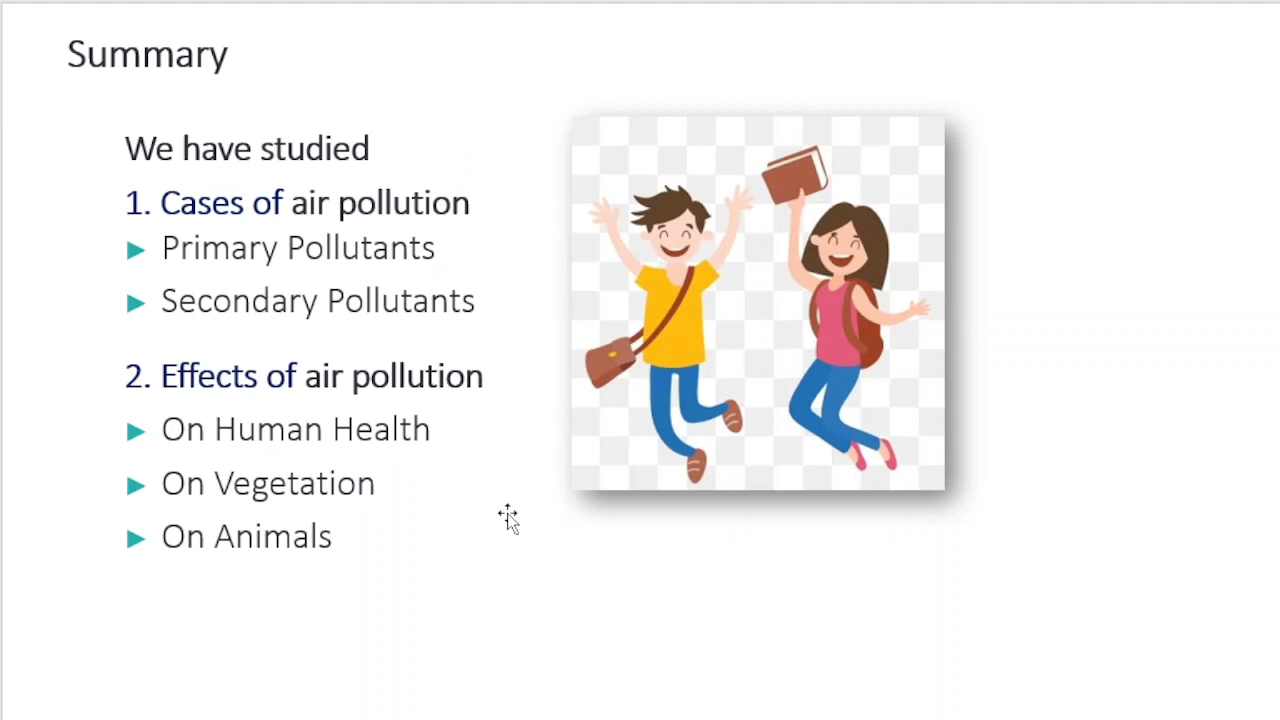 Summary
We have studied
1. Cases of air pollution
► Primary Pollutants
► Secondary Pollutants
2. Effects of air pollution
► On Human Health
► On Vegetation
► On Animals